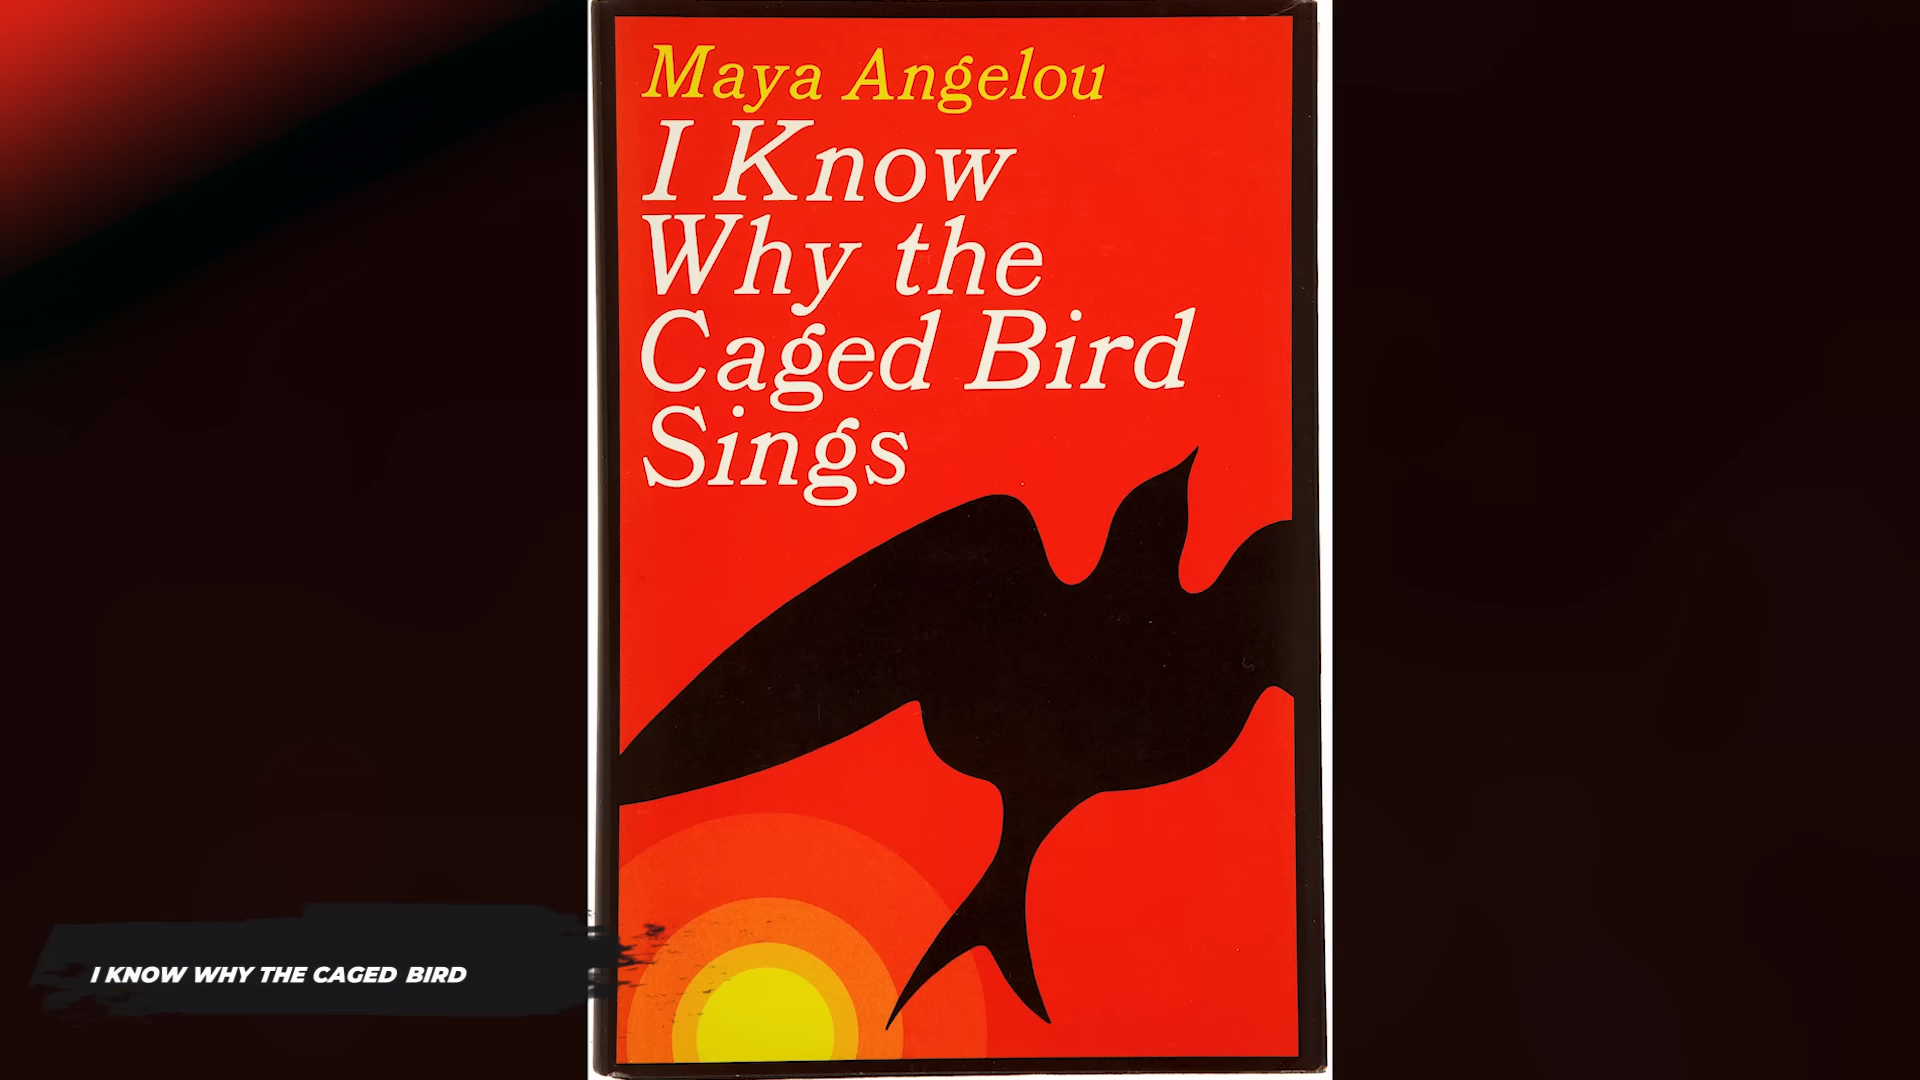 Maya Angelou
I Know
Why the
Caged Bird
Sings
I KNOW WHY THE CAGED BIRD